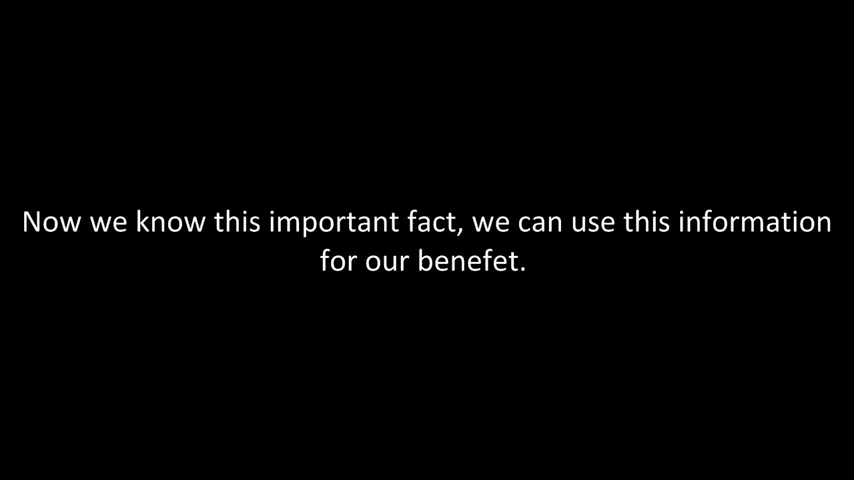 Now we know this important fact, we can use this information
for our benefet.